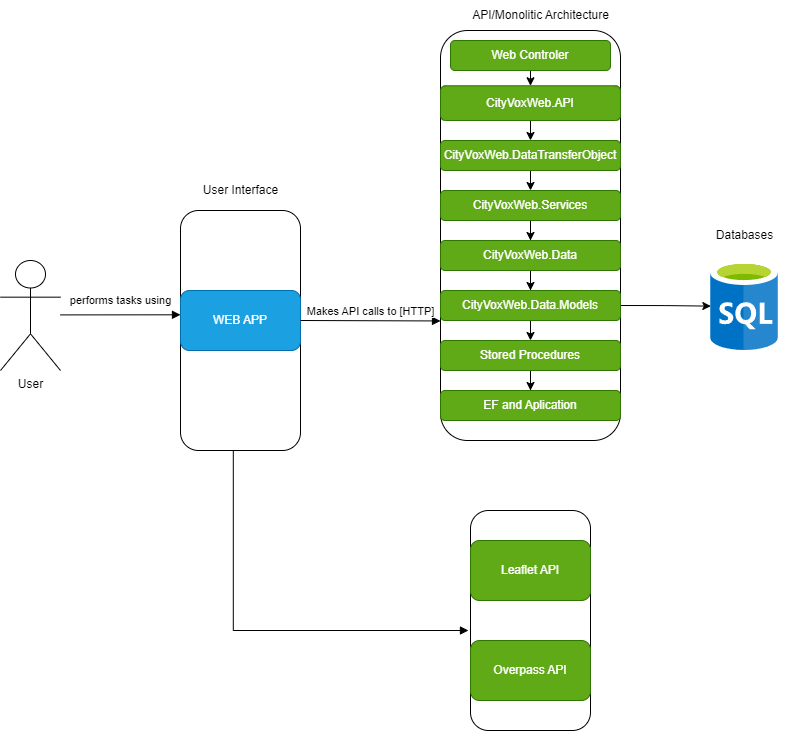 API/Monolitic Architecture
Web Controler
CityVoxWeb.API
CityVoxWeb.DataTransferObject
CityVoxWeb.Services
CityVoxWeb.Data
CityVoxWeb.Data.Models
Stored Procedures
EF and Aplication
User Interface
WEB APP
performs tasks using
User
Makes API calls to [HTTP]
Databases
SQL
Leaflet API
Overpass API